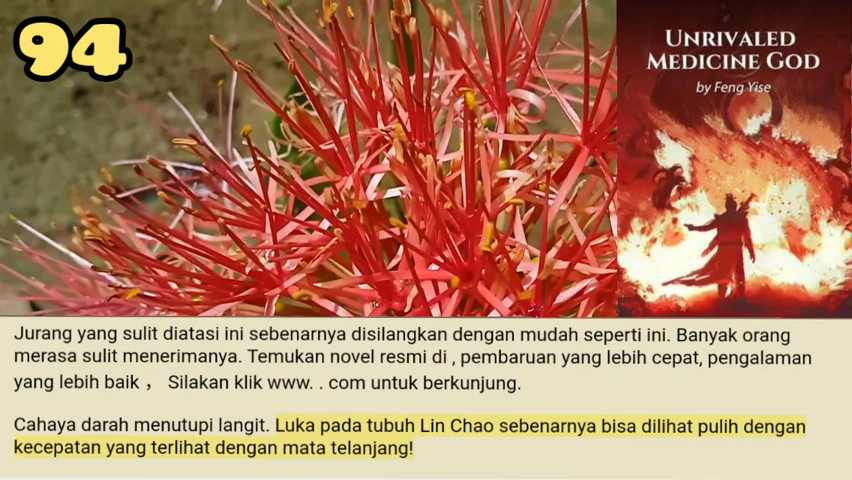 94
UNRIVALED
MEDICINE GOD
by Feng Yise
Jurang yang sulit diatasi ini sebenarnya disilangkan dengan mudah seperti ini. Banyak orang
merasa sulit menerimanya. Temukan novel resmi di , pembaruan yang lebih cepat, pengalaman
yang lebih baik ， Silakan klik www. . com untuk berkunjung.
Cahaya darah menutupi langit. Luka pada tubuh Lin Chao sebenarnya bisa dilihat pulih dengan
kecepatan yang terlihat dengan mata telanjang!